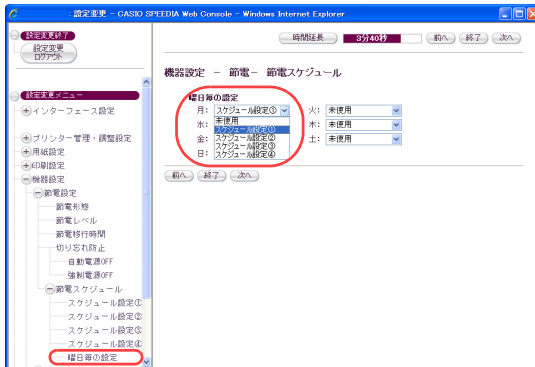 : 設定変更 - CASIO SPEEDIA Web Console - Windows Internet Explorer
設定変更終了
設定変更
ログアウト
設定変更メニュー
インターフェース設定
プリンター管理・調整設定
用紙設定
印刷設定
機器設定
節電設定
節電形態
節電レベル
節電移行時間
切り忘れ防止
自動電源OFF
強制電源OFF
節電スケジュール
スケジュール設定①
スケジュール設定②
スケジュール設定③
スケジュール設定④
曜日毎の設定
時間延長 3分40秒 前へ 終了 次へ
機器設定 - 節電- 節電スケジュール
曜日毎の設定
月: スケジュール設定① 火: 未使用
水: 未使用 木: 未使用
スケジュール設定①
金: スケジュール設定② 土: 未使用
スケジュール設定③
日: スケジュール設定④
前へ 終了 次へ